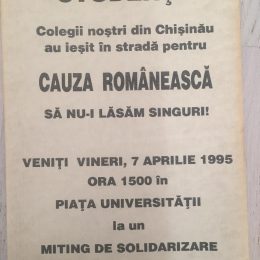 Colegii noștri din Chișinău
au ieșit în stradă pentru
CAUZA ROMÂNEASCĂ
SĂ NU-I LĂSĂM SINGURI!
VENIȚI VINERI, 7 APRILIE 1995
ORA 1500 în
PIAȚA UNIVERSITĂȚII
la un
MITING DE SOLIDARIZARE